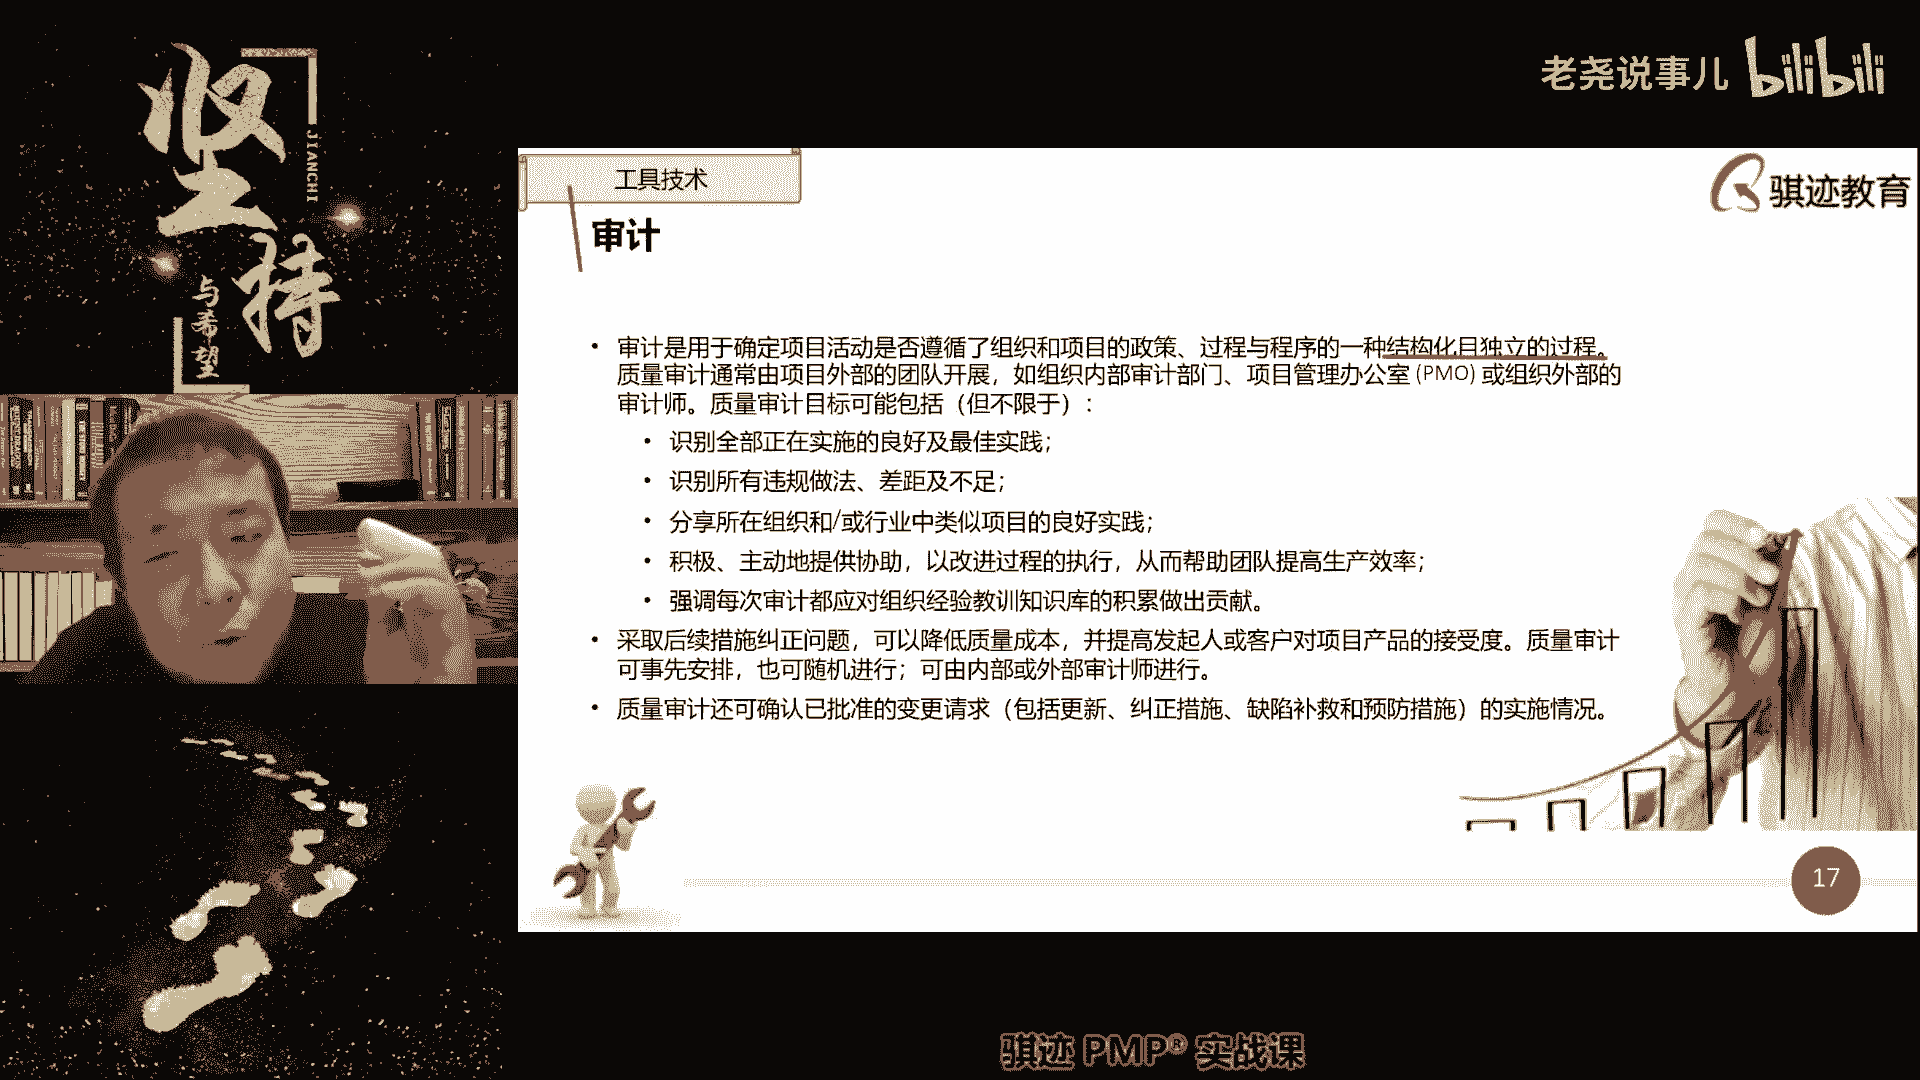 坚持
JIANCHI
与希望
老尧说事儿 bilibili
工具技术
骐迹教育
审计
• 审计是用于确定项目活动是否遵循了组织和项目的政策、过程与程序的一种结构化且独立的过程。
质量审计通常由项目外部的团队开展，如组织内部审计部门、项目管理办公室 (PMO) 或组织外部的
审计师。质量审计目标可能包括（但不限于）:
• 识别全部正在实施的良好及最佳实践；
• 识别所有违规做法、差距及不足；
• 分享所在组织和/或行业中类似项目的良好实践；
• 积极、主动地提供协助，以改进过程的执行，从而帮助团队提高生产效率；
• 强调每次审计都应对组织经验教训知识库的积累做出贡献。
• 采取后续措施纠正问题，可以降低质量成本，并提高发起人或客户对项目产品的接受度。质量审计
可事先安排，也可随机进行；可由内部或外部审计师进行。
• 质量审计还可确认已批准的变更请求（包括更新、纠正措施、缺陷补救和预防措施）的实施情况。
17
骐迹 PMP® 实战课